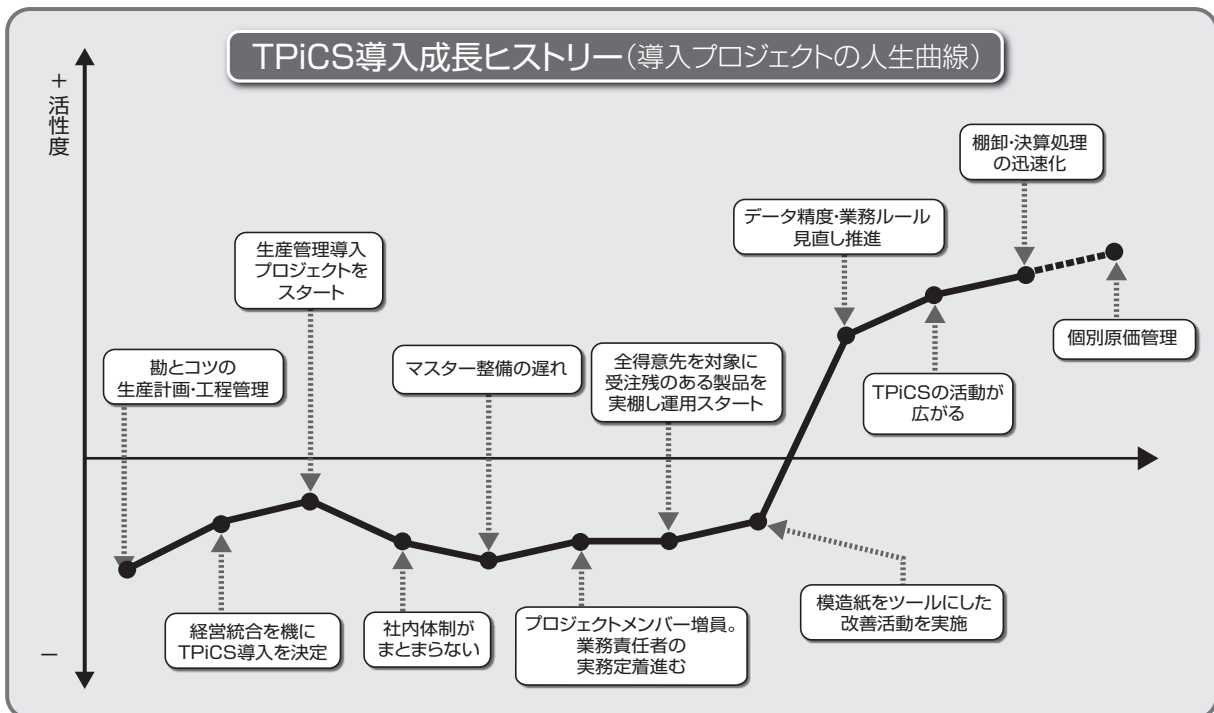 TPiCS導入成長ヒストリー（導入プロジェクトの人生曲線）
＋活性度
－
勘とコツの
生産計画・工程管理
経営統合を機に
TPiCS導入を決定
生産管理導入
プロジェクトを
スタート
社内体制が
まとまらない
マスター整備の遅れ
プロジェクトメンバー増員。
業務責任者の
実務定着進む
全得意先を対象に
受注残のある製品を
実棚し運用スタート
模造紙をツールにした
改善活動を実施
データ精度・業務ルール
見直し推進
TPiCSの活動が
広がる
棚卸・決算処理
の迅速化
個別原価管理